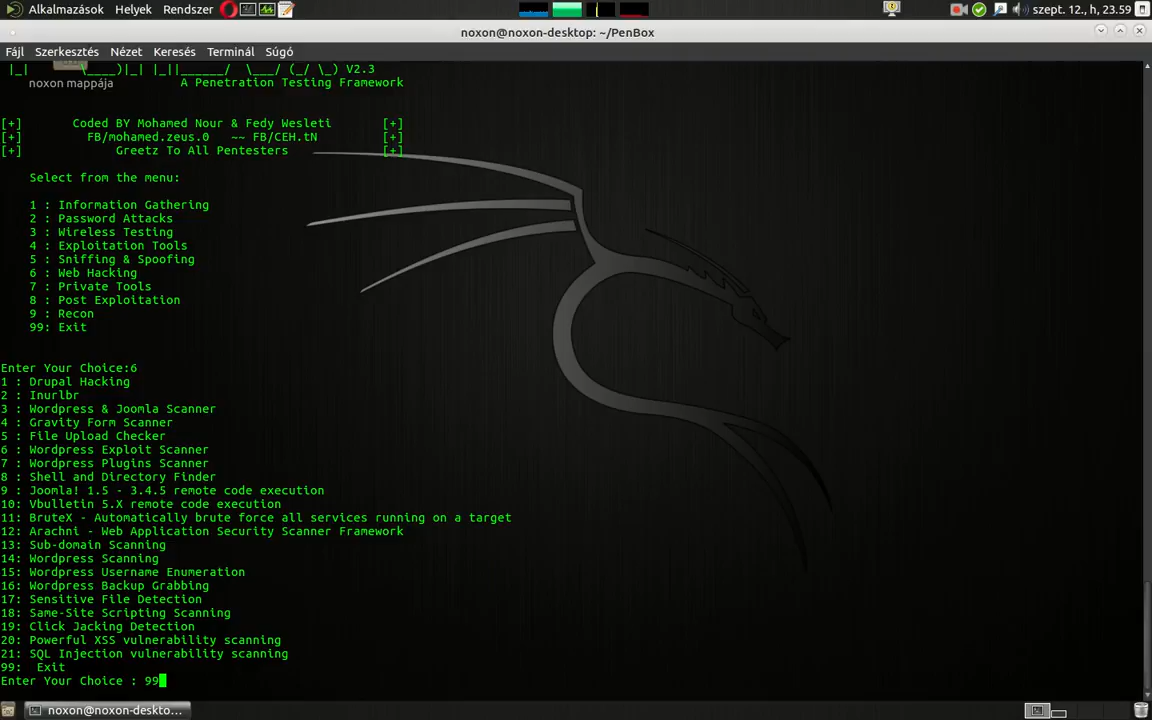 Alkalmazások Helyek Rendszer szept. 12., h, 23.59
noxon@noxon-desktop: ~/PenBox
Fájl Szerkesztés Nézet Keresés Terminál Súgó
|_| \____)|_| |_||______/ \___/ (_/ \_) V2.3
noxon mappája A Penetration Testing Framework
[+] Coded BY Mohamed Nour & Fedy Wesleti [+]
[+] FB/mohamed.zeus.0 ~~ FB/CEH.tN [+]
[+] Greetz To All Pentesters [+]
Select from the menu:
1 : Information Gathering
2 : Password Attacks
3 : Wireless Testing
4 : Exploitation Tools
5 : Sniffing & Spoofing
6 : Web Hacking
7 : Private Tools
8 : Post Exploitation
9 : Recon
99: Exit
Enter Your Choice:6
1 : Drupal Hacking
2 : Inurlbr
3 : Wordpress & Joomla Scanner
4 : Gravity Form Scanner
5 : File Upload Checker
6 : Wordpress Exploit Scanner
7 : Wordpress Plugins Scanner
8 : Shell and Directory Finder
9 : Joomla! 1.5 - 3.4.5 remote code execution
10: Vbulletin 5.X remote code execution
11: BruteX - Automatically brute force all services running on a target
12: Arachni - Web Application Security Scanner Framework
13: Sub-domain Scanning
14: Wordpress Scanning
15: Wordpress Username Enumeration
16: Wordpress Backup Grabbing
17: Sensitive File Detection
18: Same-Site Scripting Scanning
19: Click Jacking Detection
20: Powerful XSS vulnerability scanning
21: SQL Injection vulnerability scanning
99:  Exit
Enter Your Choice : 99
noxon@noxon-deskto...